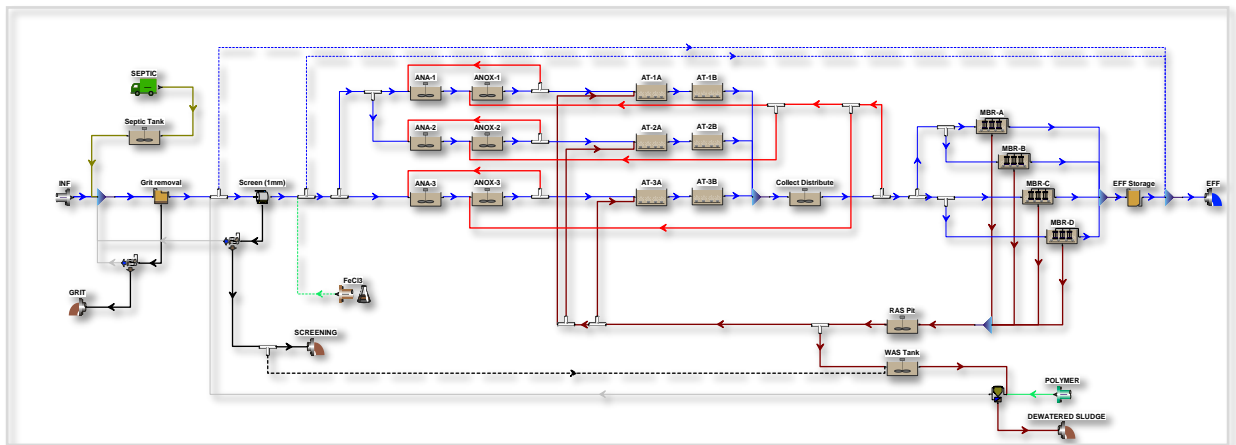 SEPTIC
Septic Tank
INF
Grit removal
Screen (1mm)
GRIT
SCREENING
FeCl3
ANA-1
ANOX-1
AT-1A
AT-1B
ANA-2
ANOX-2
AT-2A
AT-2B
ANA-3
ANOX-3
AT-3A
AT-3B
Collect Distribute
MBR-A
MBR-B
MBR-C
MBR-D
EFF Storage
EFF
RAS Pit
WAS Tank
POLYMER
DEWATERED SLUDGE